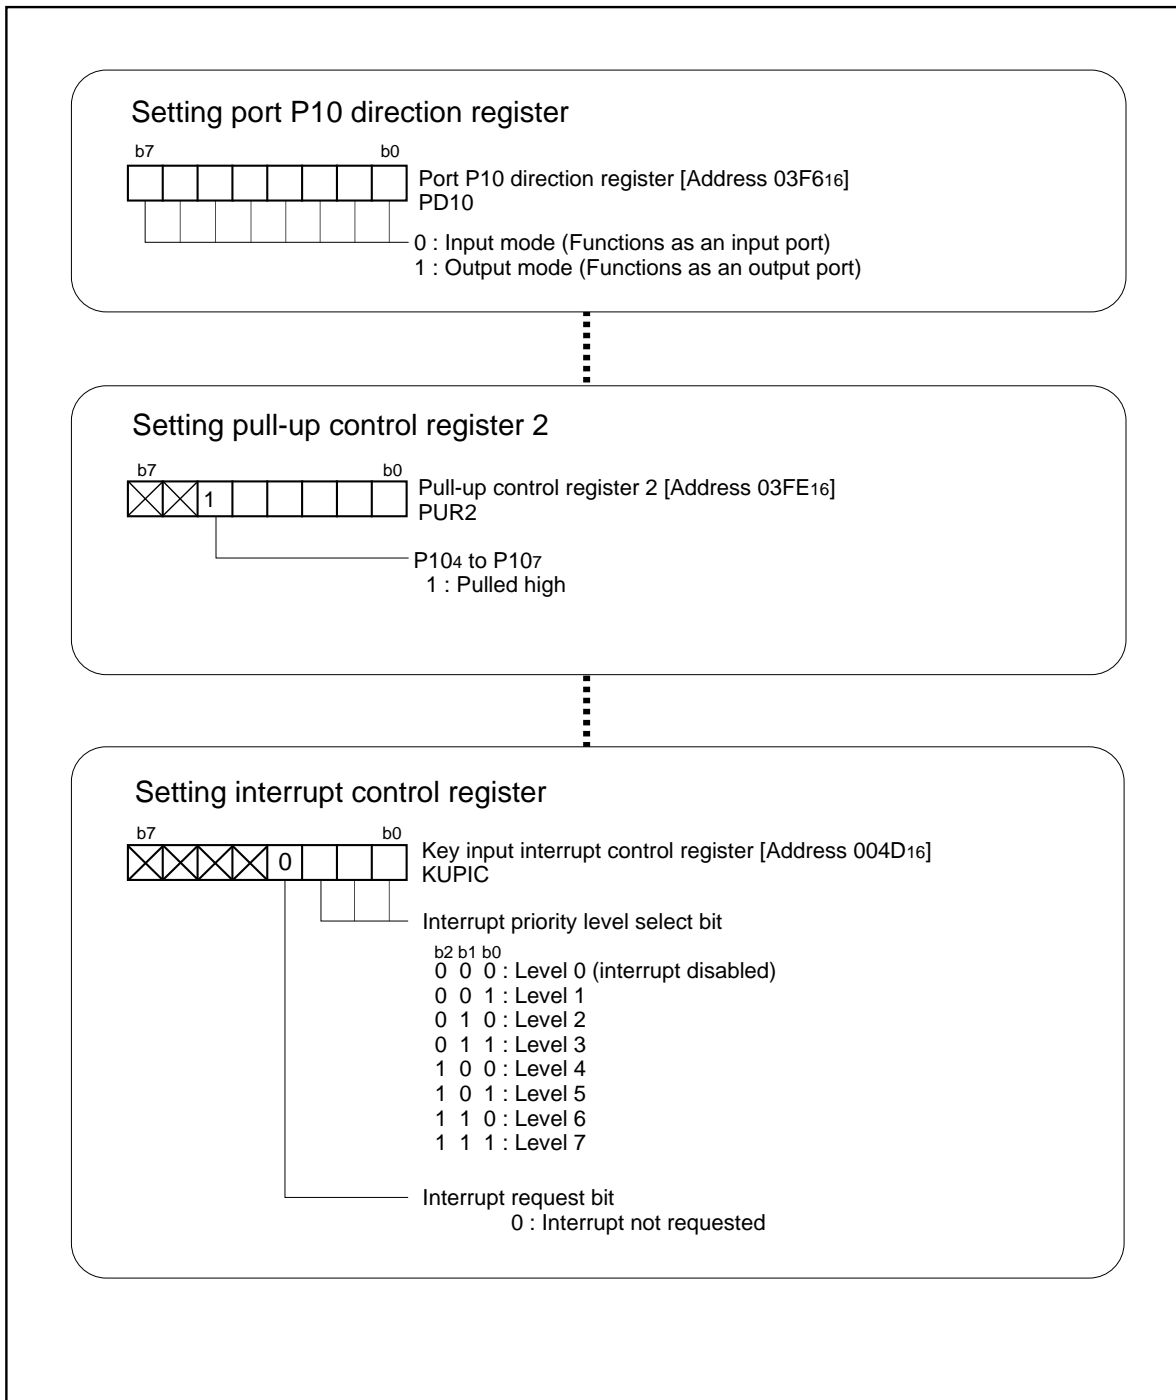 Setting port P10 direction register
b7 b0
Port P10 direction register [Address 03F616]
PD10
0 : Input mode (Functions as an input port)
1 : Output mode (Functions as an output port)
Setting pull-up control register 2
b7 b0
1
Pull-up control register 2 [Address 03FE16]
PUR2
P104 to P107
1 : Pulled high
Setting interrupt control register
b7 b0
0
Key input interrupt control register [Address 004D16]
KUPIC
Interrupt priority level select bit
b2 b1 b0
0 0 0 : Level 0 (interrupt disabled)
0 0 1 : Level 1
0 1 0 : Level 2
0 1 1 : Level 3
1 0 0 : Level 4
1 0 1 : Level 5
1 1 0 : Level 6
1 1 1 : Level 7
Interrupt request bit
0 : Interrupt not requested